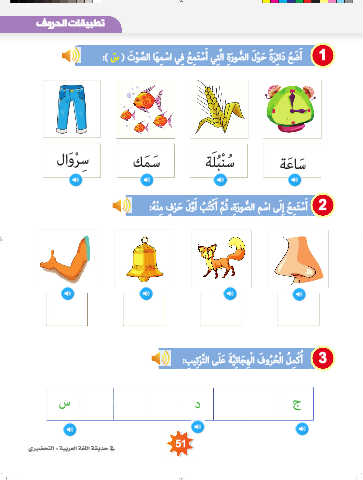 تطبيقات الحروف
1 أَضَعُ دَائِرَةً حَوْلَ الصُّورَةِ الَّتِي أَسْتَمِعُ فِي اسْمِهَا الصَّوْتَ ( س ):
سَاعَة سُنْبُلَة سَمَك سِرْوَال
2 أَسْتَمِعُ إِلَى اسْمِ الصُّورَةِ، ثُمَّ أَكْتُبُ أَوَّلَ حَرْفٍ مِنْهُ:
3 أُكْمِلُ الْحُرُوفَ الْهِجَائِيَّةَ عَلَى التَّرْتِيبِ:
ج د س
51
في حديقة اللغة العربية - التحضيري